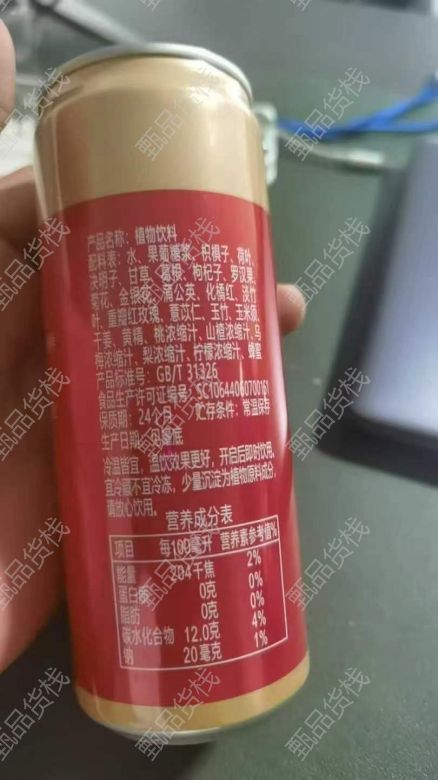 产品名称：植物饮料
配料表：水、果葡糖浆、枳椇子、荷叶、
决明子、甘草、葛根、枸杞子、罗汉果、
菊花、金银花、蒲公英、化橘红、淡竹
叶、重瓣红玫瑰、薏苡仁、玉竹、玉米须、
干姜、黄精、桃浓缩汁、山楂浓缩汁、乌
梅浓缩汁、梨浓缩汁、柠檬浓缩汁、蜂蜜
产品标准号：GB/T 31326
食品生产许可证编号：SC10644060700161
保质期：24个月 贮存条件：常温保存
生产日期：见罐底
冷温皆宜，温饮效果更好，开启后即时饮用。
宜冷藏不宜冷冻，少量沉淀为植物原料成分，
请放心饮用。
营养成分表
项目 每100毫升 营养素参考值%
能量 204千焦 2%
蛋白质 0克 0%
脂肪 0克 0%
碳水化合物 12.0克 4%
钠 20毫克 1%
甄品货栈